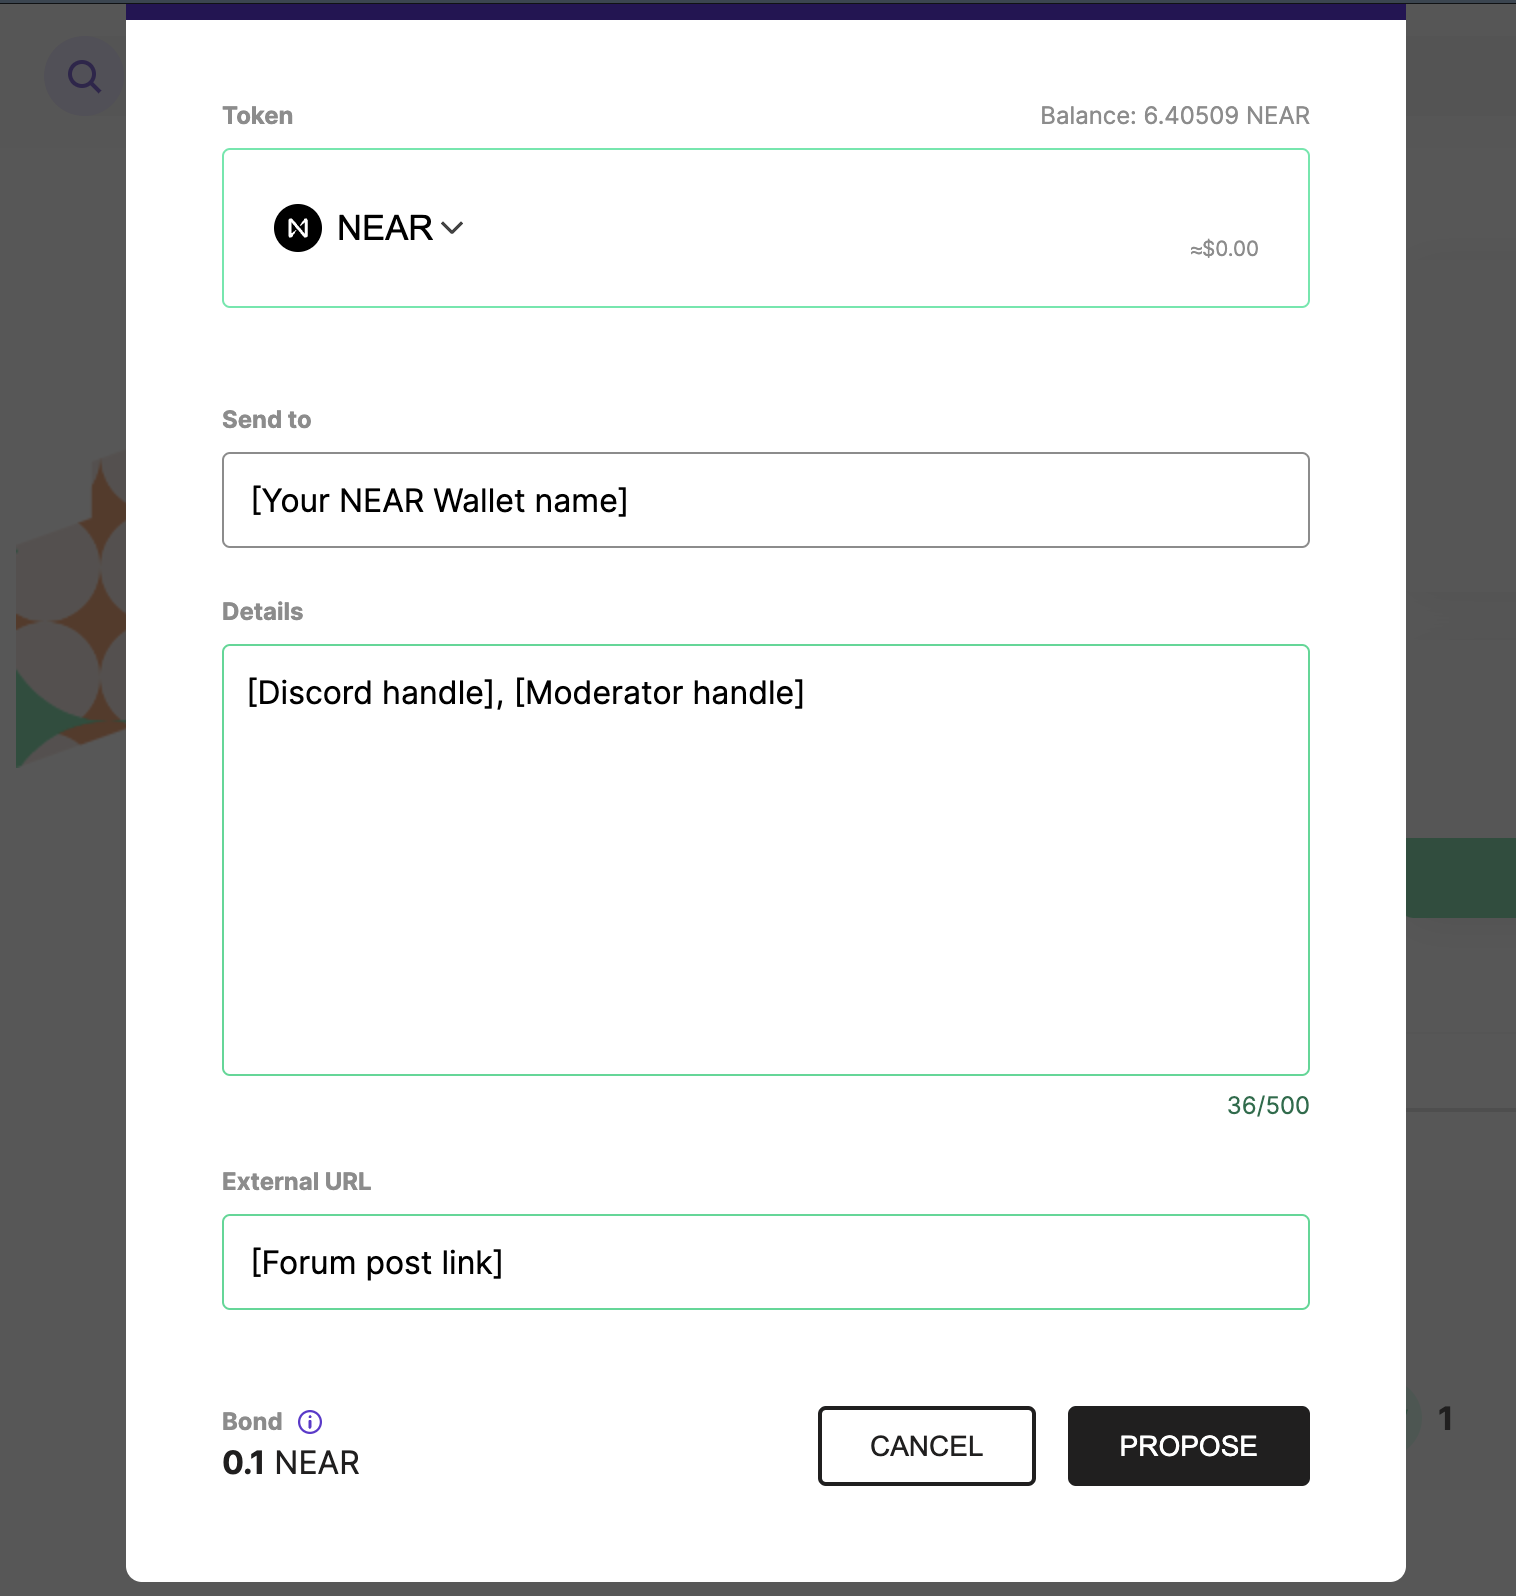 Token
Balance: 6.40509 NEAR
NEAR
≈$0.00
Send to
[Your NEAR Wallet name]
Details
[Discord handle], [Moderator handle]
36/500
External URL
[Forum post link]
Bond
0.1 NEAR
CANCEL
PROPOSE
1